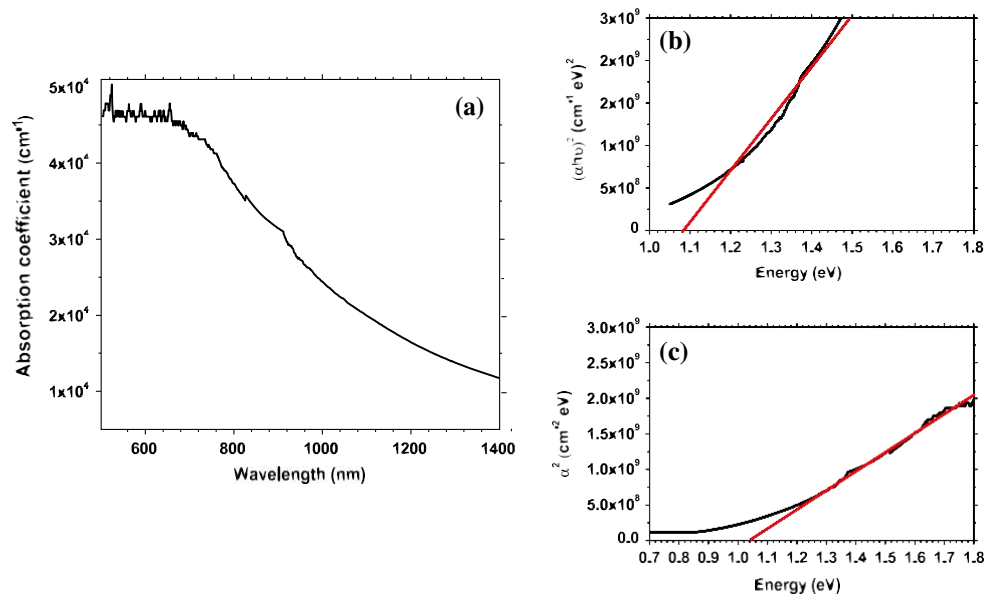 (a)
5x10⁴
4x10⁴
3x10⁴
2x10⁴
1x10⁴
Absorption coefficient (cm⁻¹)
600 800 1000 1200 1400
Wavelength (nm)
(b)
3x10⁹
2x10⁹
2x10⁹
1x10⁹
5x10⁸
0
(αhυ)² (cm⁻¹ eV)²
1.0 1.1 1.2 1.3 1.4 1.5 1.6 1.7 1.8
Energy (eV)
(c)
3.0x10⁹
2.5x10⁹
2.0x10⁹
1.5x10⁹
1.0x10⁹
5.0x10⁸
0.0
α² (cm⁻² eV)
0.7 0.8 0.9 1.0 1.1 1.2 1.3 1.4 1.5 1.6 1.7 1.8
Energy (eV)